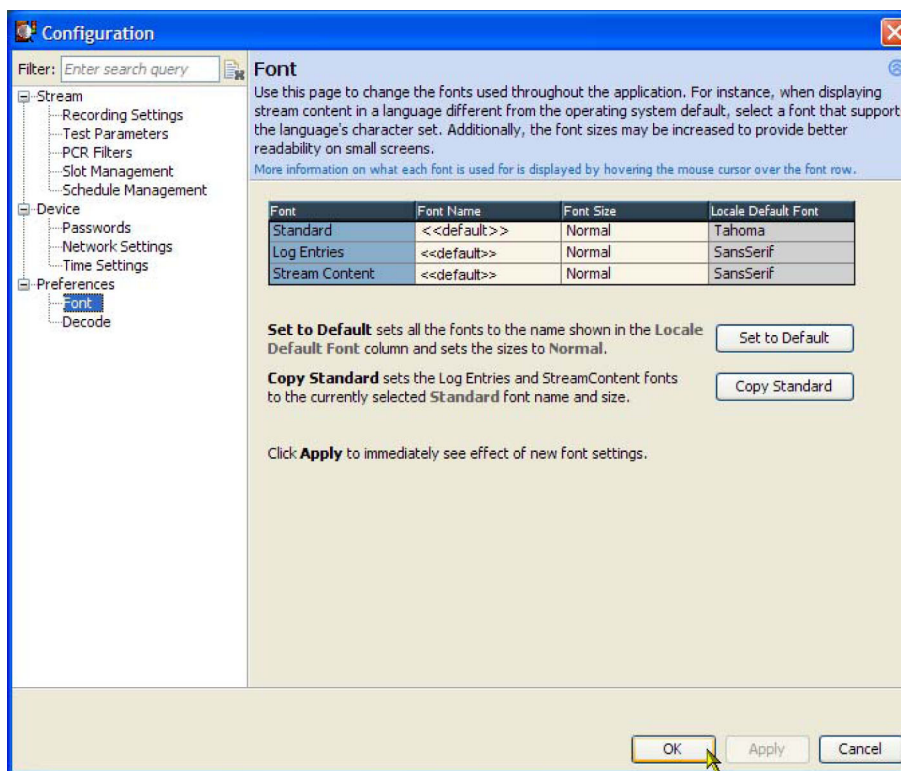 Configuration
Filter: Enter search query
Stream
Recording Settings
Test Parameters
PCR Filters
Slot Management
Schedule Management
Device
Passwords
Network Settings
Time Settings
Preferences
Font
Decode
Font
Use this page to change the fonts used throughout the application. For instance, when displaying
stream content in a language different from the operating system default, select a font that support
the language's character set. Additionally, the font sizes may be increased to provide better
readability on small screens.
More information on what each font is used for is displayed by hovering the mouse cursor over the font row.
Font Font Name Font Size Locale Default Font
Standard <<default>> Normal Tahoma
Log Entries <<default>> Normal SansSerif
Stream Content <<default>> Normal SansSerif
Set to Default sets all the fonts to the name shown in the Locale
Default Font column and sets the sizes to Normal.
Set to Default
Copy Standard sets the Log Entries and StreamContent fonts
to the currently selected Standard font name and size.
Copy Standard
Click Apply to immediately see effect of new font settings.
OK Apply Cancel